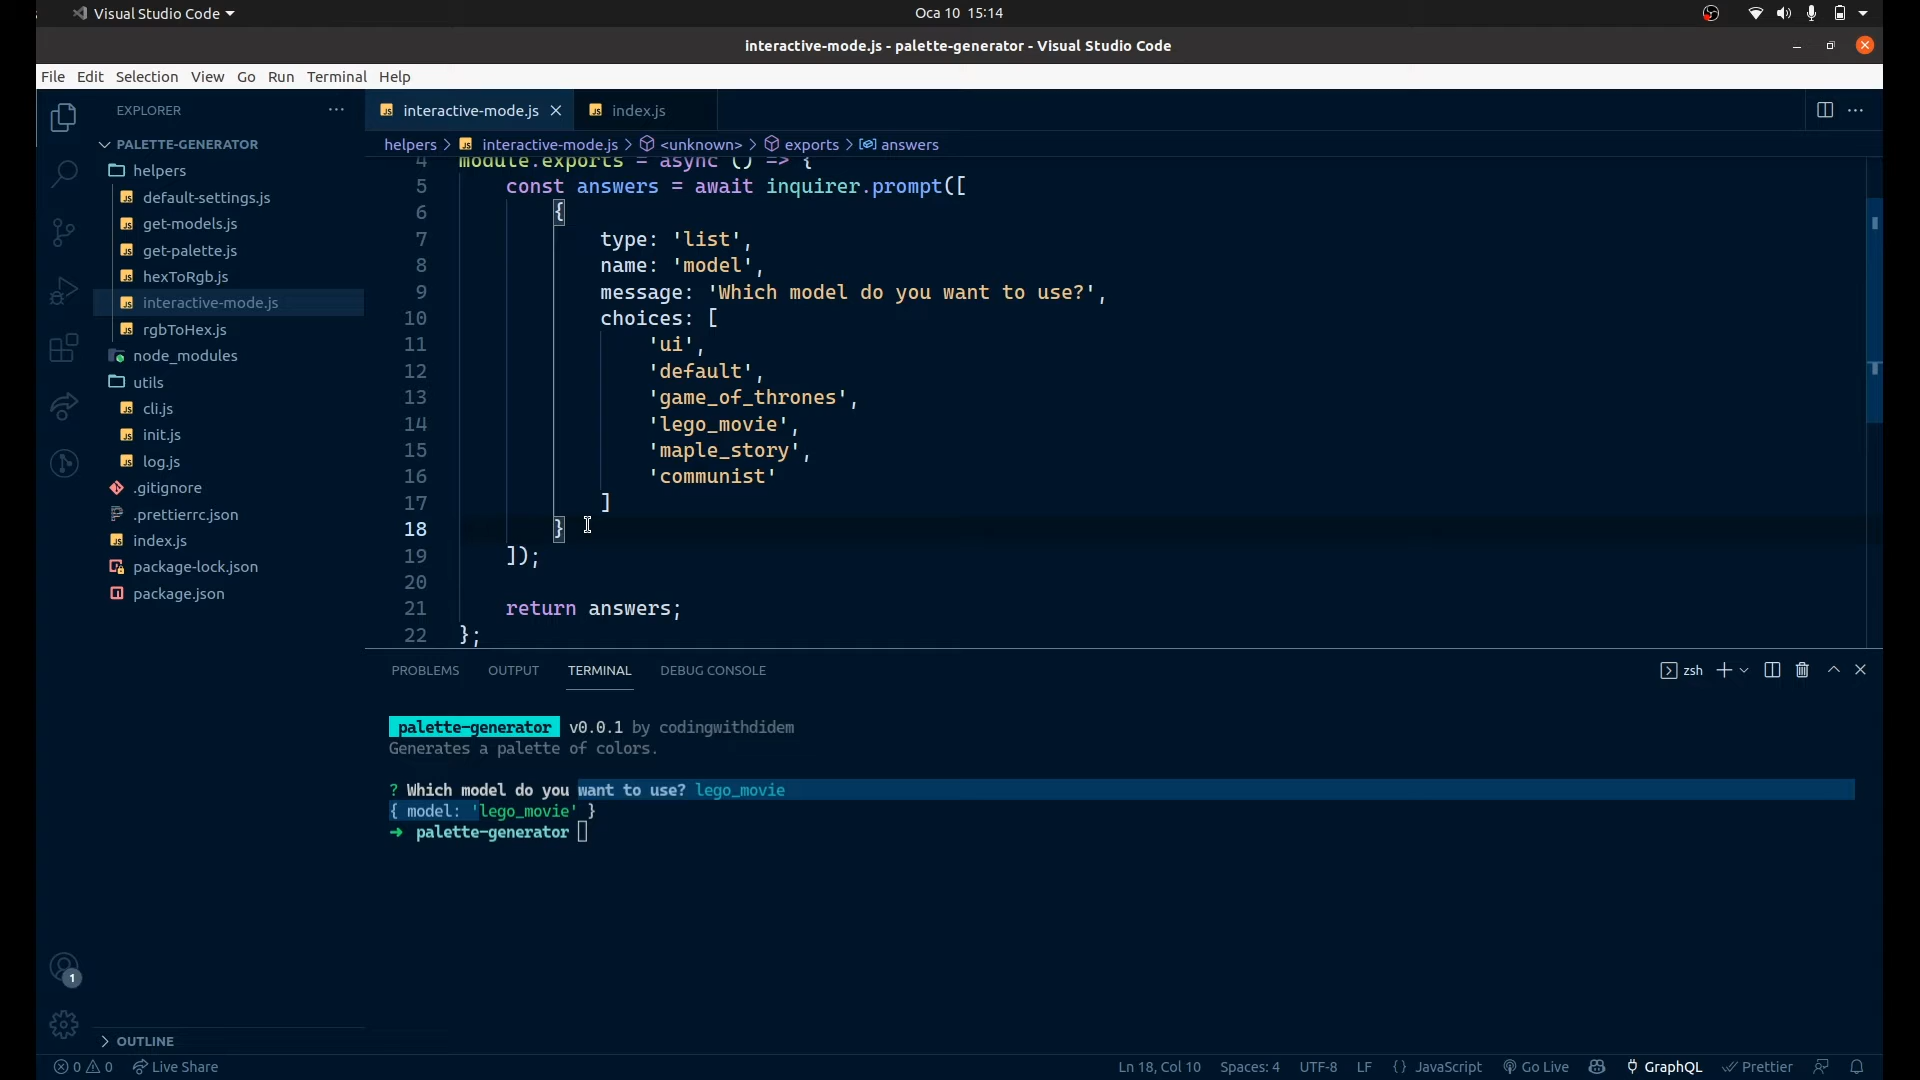 Visual Studio Code
Oca 10 15:14
interactive-mode.js - palette-generator - Visual Studio Code
File Edit Selection View Go Run Terminal Help
EXPLORER
PALETTE-GENERATOR
helpers
default-settings.js
get-models.js
get-palette.js
hexToRgb.js
interactive-mode.js
rgbToHex.js
node_modules
utils
cli.js
init.js
log.js
.gitignore
.prettierrc.json
index.js
package-lock.json
package.json
OUTLINE
interactive-mode.js index.js
helpers > interactive-mode.js > <unknown> > exports > answers
4 module.exports = async () => {
5 const answers = await inquirer.prompt([
6 {
7 type: 'list',
8 name: 'model',
9 message: 'Which model do you want to use?',
10 choices: [
11 'ui',
12 'default',
13 'game_of_thrones',
14 'lego_movie',
15 'maple_story',
16 'communist'
17 ]
18 }
19 ]);
20
21 return answers;
22 };
PROBLEMS OUTPUT TERMINAL DEBUG CONSOLE
zsh
palette-generator v0.0.1 by codingwithdidem
Generates a palette of colors.
? Which model do you want to use? lego_movie
{ model: 'lego_movie' }
➜ palette-generator
1
0 0 Live Share
Ln 18, Col 10 Spaces: 4 UTF-8 LF {} JavaScript Go Live GraphQL Prettier